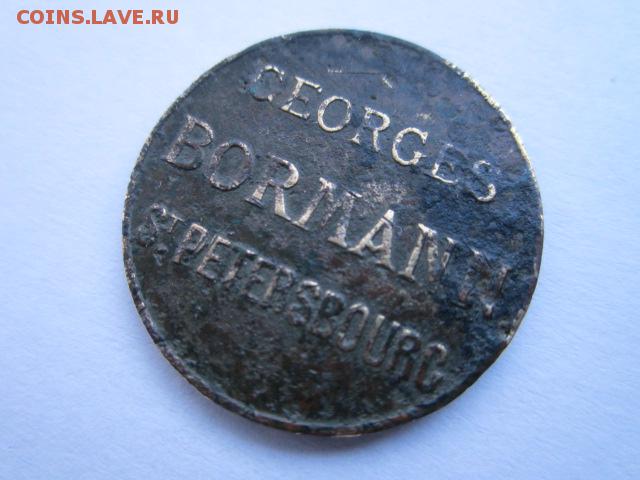 COINS.LAVE.RU
GEORGES
BORMANN
ST PETERSBOURG